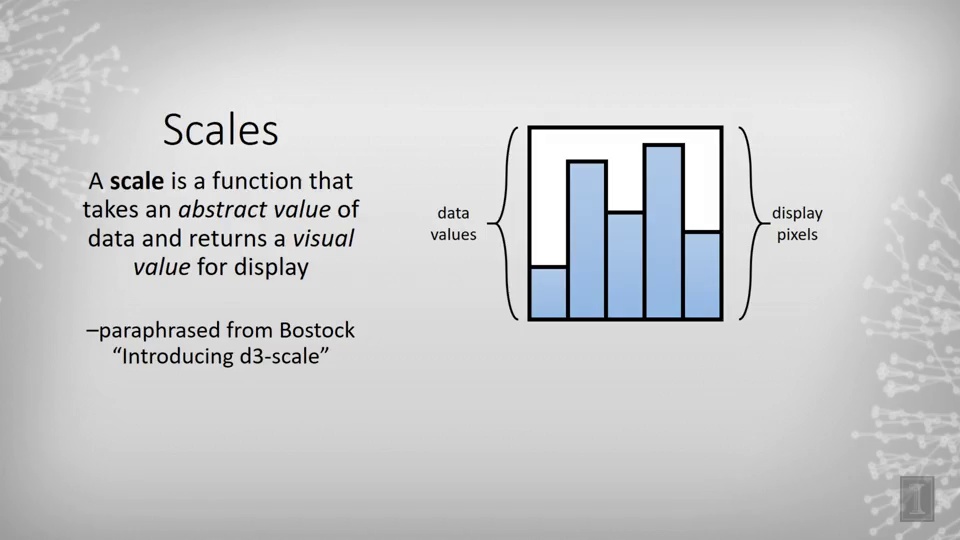 Scales
A scale is a function that
takes an abstract value of
data and returns a visual
value for display
–paraphrased from Bostock
“Introducing d3-scale”
data
values
display
pixels
I